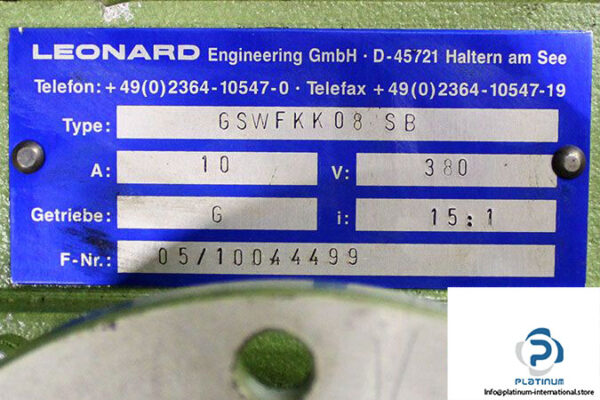 LEONARD Engineering GmbH · D-45721 Haltern am See
Telefon: +49(0)2364-10547-0 · Telefax +49(0)2364-10547-19
Type: GSWFKK08 SB
A: 10 V: 380
Getriebe: G i: 15:1
F-Nr.: 05/10044499
PLATINUM
https://platinum-international.store